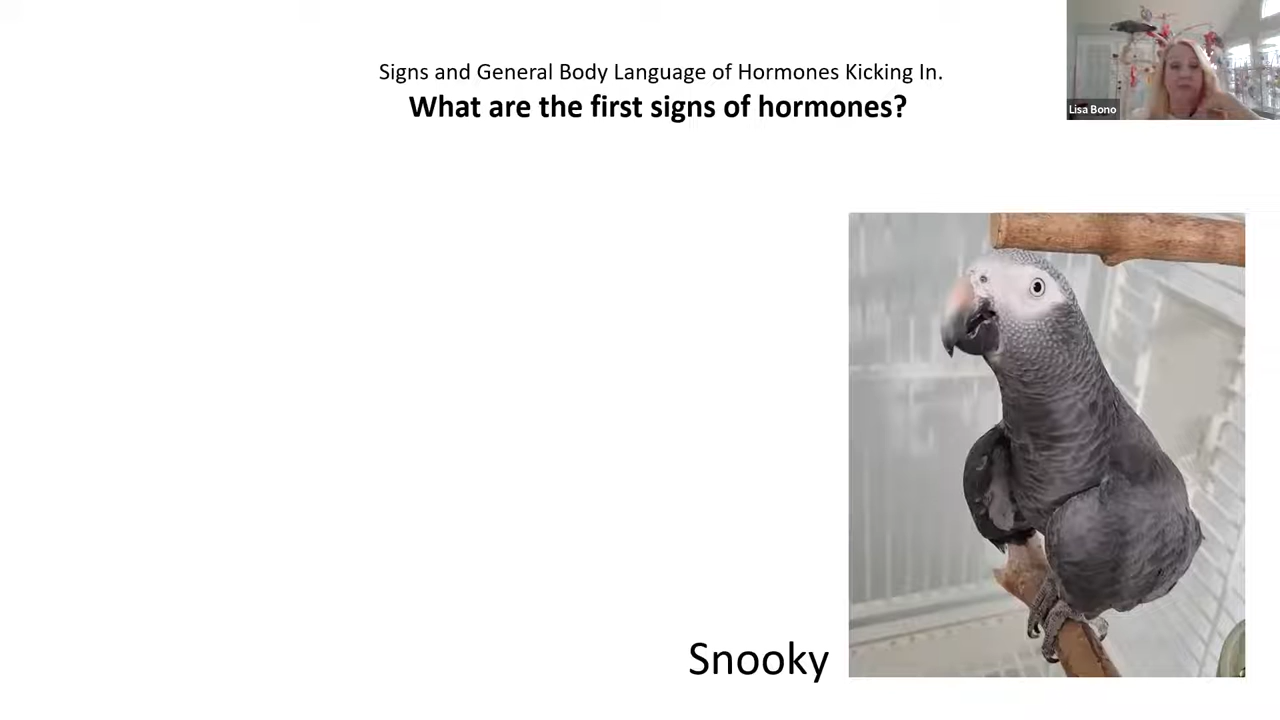 Signs and General Body Language of Hormones Kicking In.
What are the first signs of hormones?
Lisa Bono
Snooky